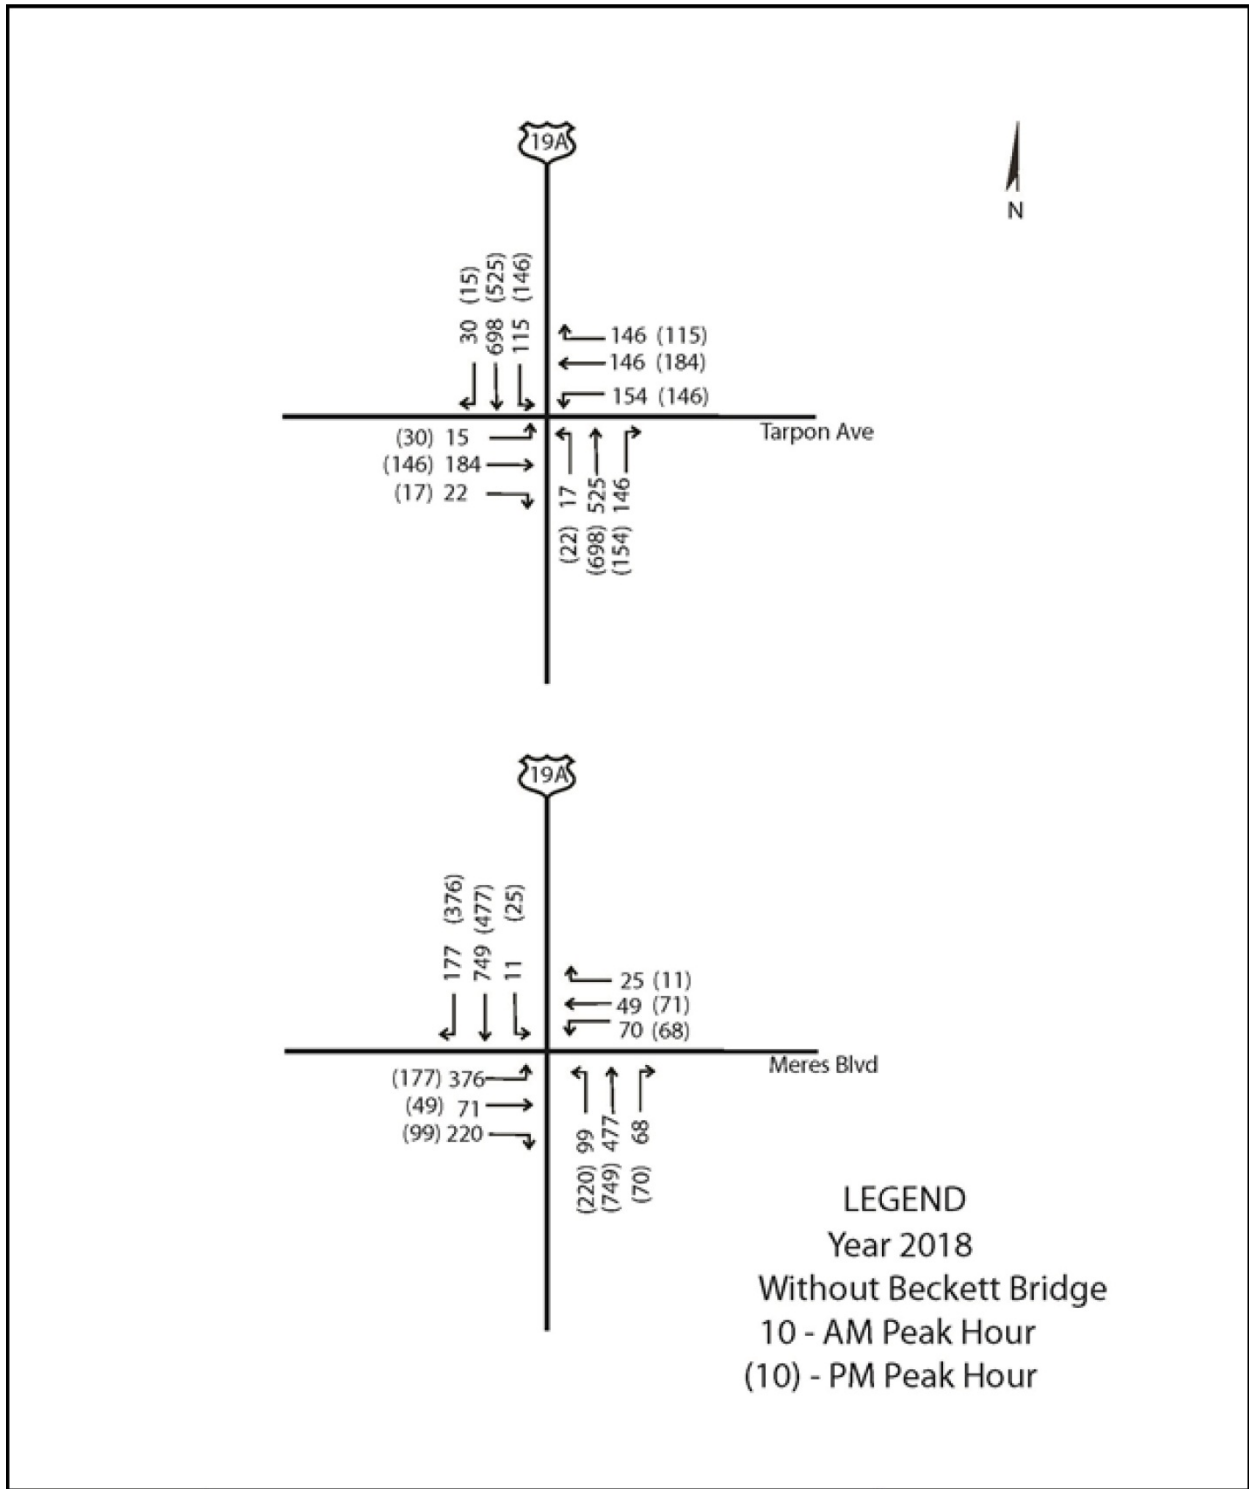 19A
N
30 (15)
698 (525)
115 (146)
146 (115)
146 (184)
154 (146)
Tarpon Ave
(30) 15
(146) 184
(17) 22
(22) 17
(698) 525
(154) 146
19A
177 (376)
749 (477)
11 (25)
25 (11)
49 (71)
70 (68)
Meres Blvd
(177) 376
(49) 71
(99) 220
(220) 99
(749) 477
(70) 68
LEGEND
Year 2018
Without Beckett Bridge
10 - AM Peak Hour
(10) - PM Peak Hour